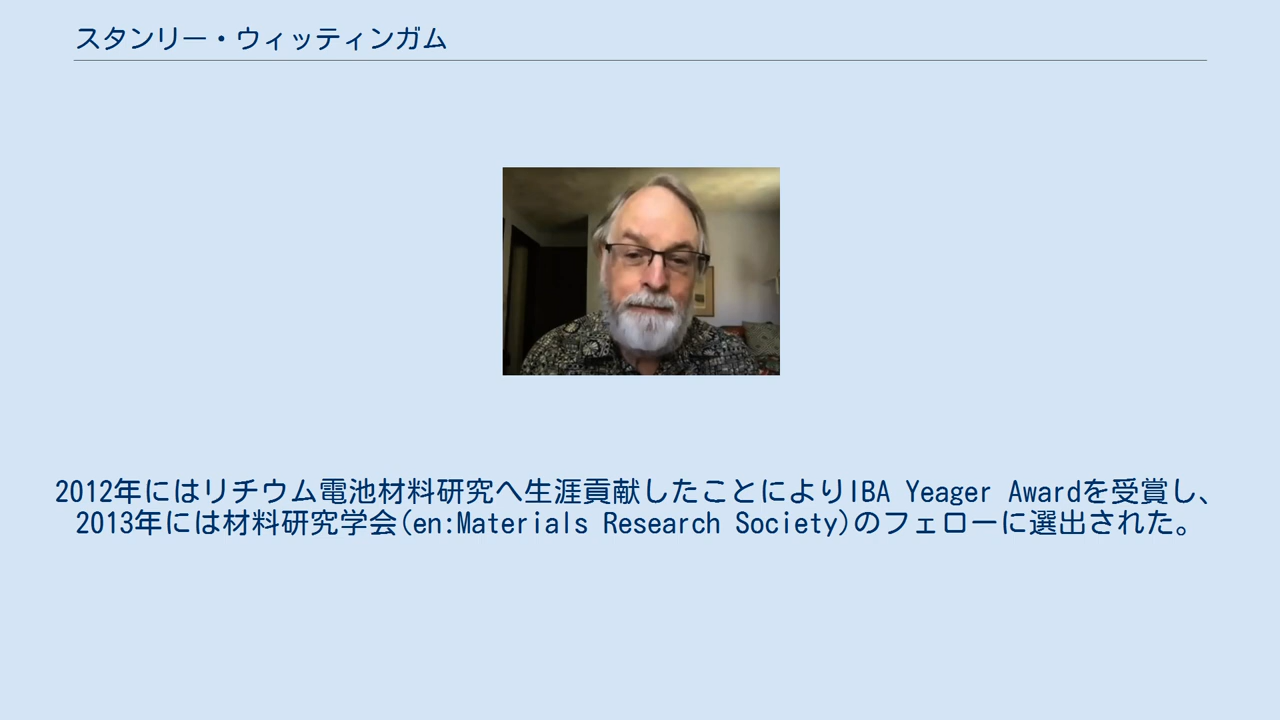 スタンリー・ウィッティンガム
2012年にはリチウム電池材料研究へ生涯貢献したことによりIBA Yeager Awardを受賞し、
2013年には材料研究学会(en:Materials Research Society)のフェローに選出された。